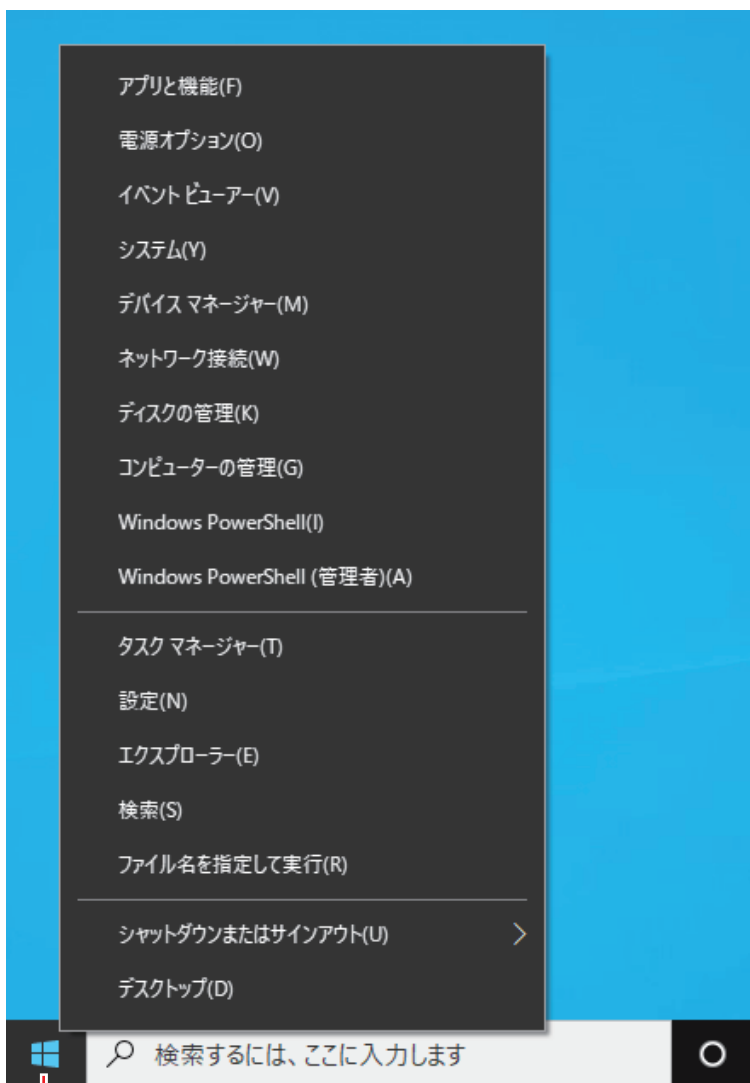 アプリと機能(F)
電源オプション(O)
イベント ビューアー(V)
システム(Y)
デバイス マネージャー(M)
ネットワーク接続(W)
ディスクの管理(K)
コンピューターの管理(G)
Windows PowerShell(I)
Windows PowerShell (管理者)(A)
タスク マネージャー(T)
設定(N)
エクスプローラー(E)
検索(S)
ファイル名を指定して実行(R)
シャットダウンまたはサインアウト(U)
デスクトップ(D)
検索するには、ここに入力します